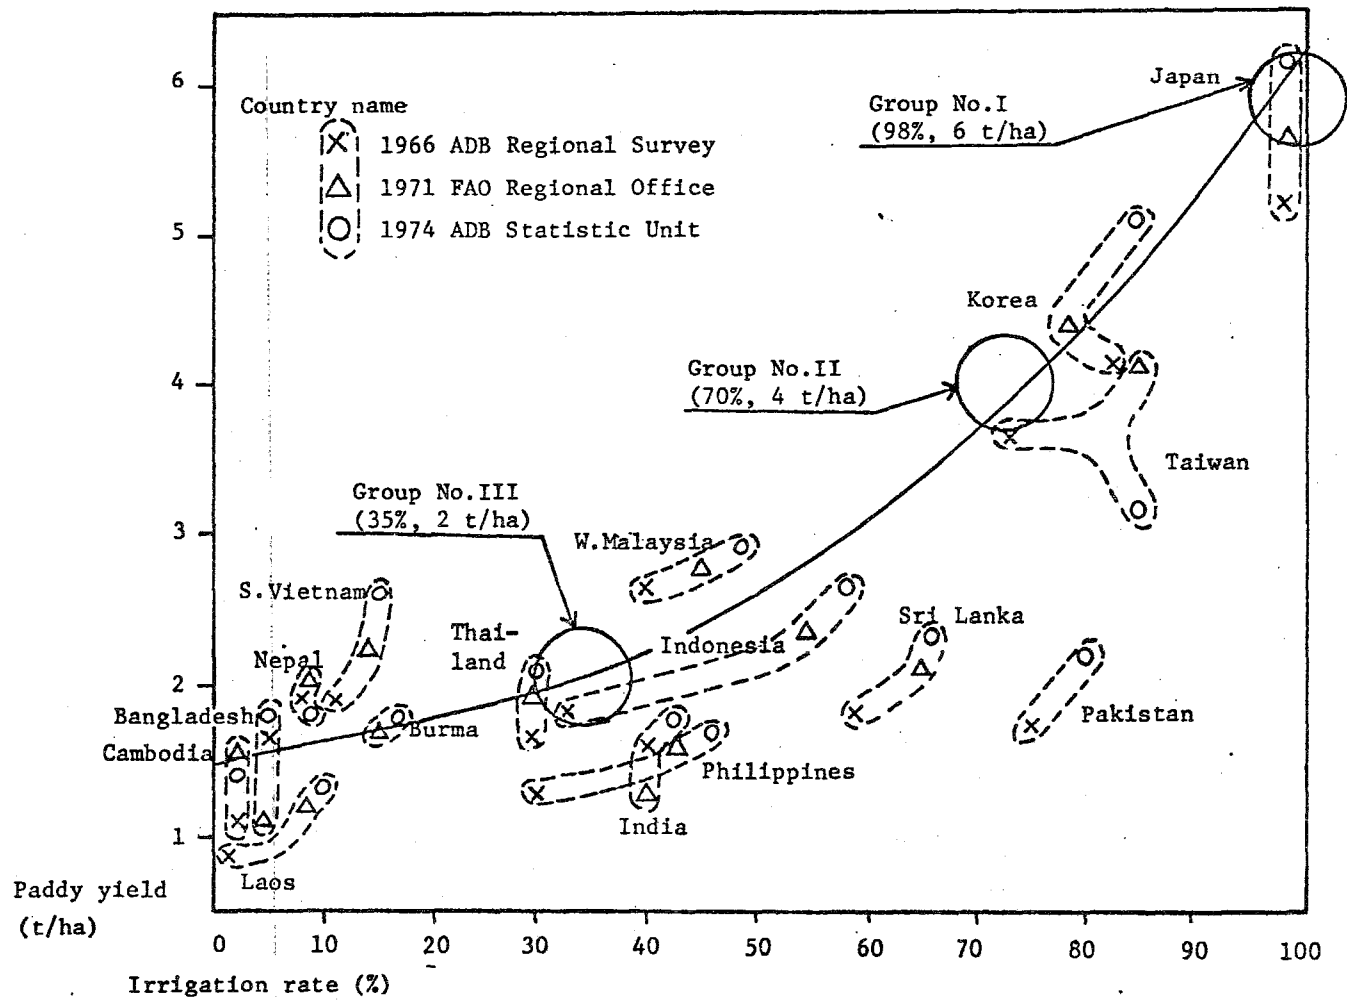 6
5
4
3
2
1
Country name
1966 ADB Regional Survey
1971 FAO Regional Office
1974 ADB Statistic Unit
Japan
Group No.I
(98%, 6 t/ha)
Korea
Group No.II
(70%, 4 t/ha)
Taiwan
Group No.III
(35%, 2 t/ha)
W.Malaysia
S.Vietnam
Thai-
land
Indonesia
Sri Lanka
Nepal
Bangladesh
Burma
Pakistan
Cambodia
Philippines
India
Laos
Paddy yield
(t/ha)
0 10 20 30 40 50 60 70 80 90 100
Irrigation rate (%)